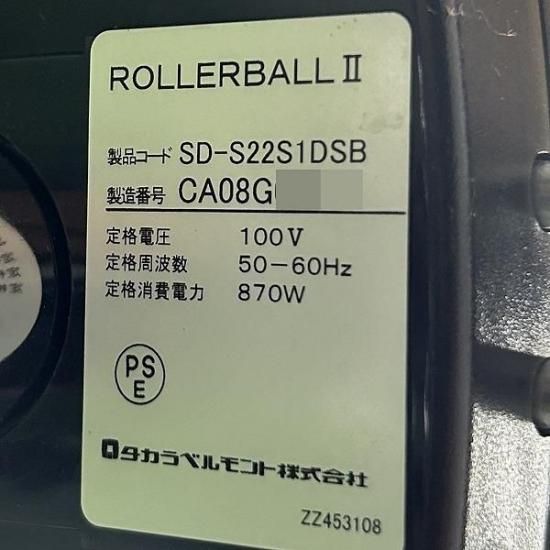 ROLLERBALL II
製品コード SD-S22S1DSB
製造番号 CA08G
定格電圧 100V
定格周波数 50-60Hz
定格消費電力 870W
PS
E
タカラベルモント株式会社
ZZ453108